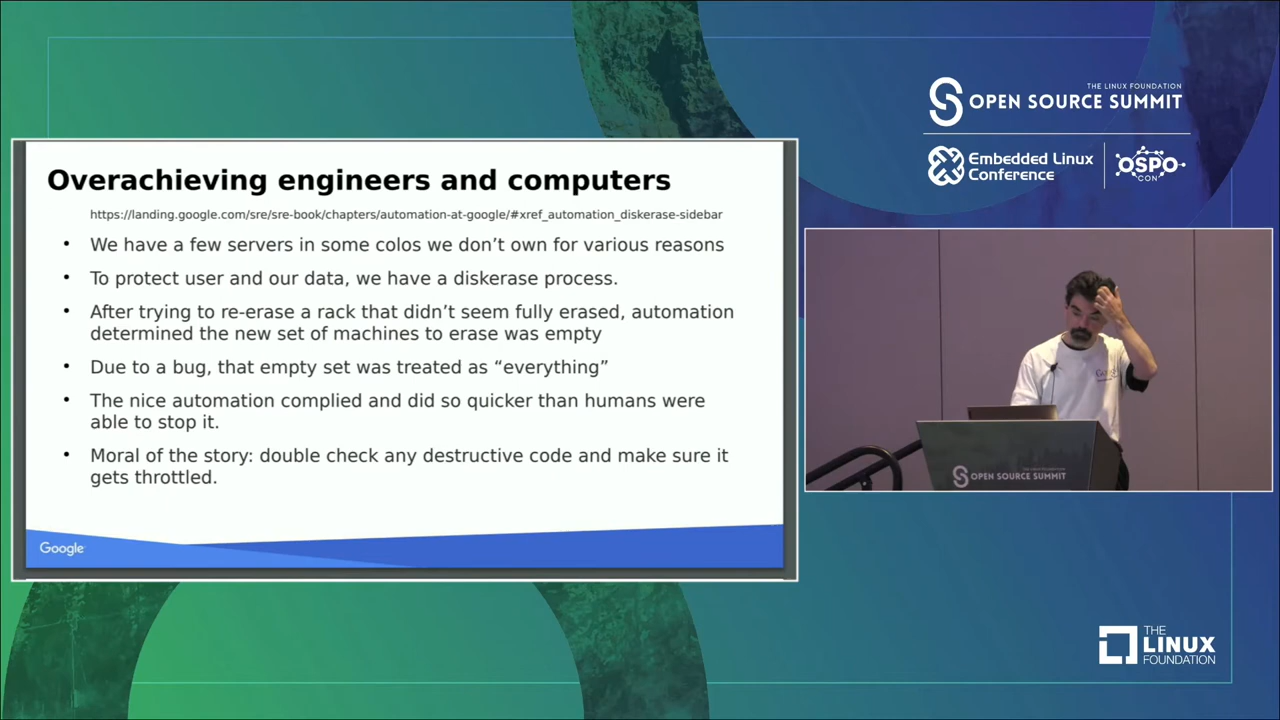 THE LINUX FOUNDATION
OPEN SOURCE SUMMIT
Embedded Linux
Conference
OSPO
CON
Overachieving engineers and computers
https://landing.google.com/sre/sre-book/chapters/automation-at-google/#xref_automation_diskerase-sidebar
• We have a few servers in some colos we don’t own for various reasons
• To protect user and our data, we have a diskerase process.
• After trying to re-erase a rack that didn’t seem fully erased, automation
determined the new set of machines to erase was empty
• Due to a bug, that empty set was treated as “everything”
• The nice automation complied and did so quicker than humans were
able to stop it.
• Moral of the story: double check any destructive code and make sure it
gets throttled.
Google
OPEN SOURCE SUMMIT
THE
LINUX
FOUNDATION